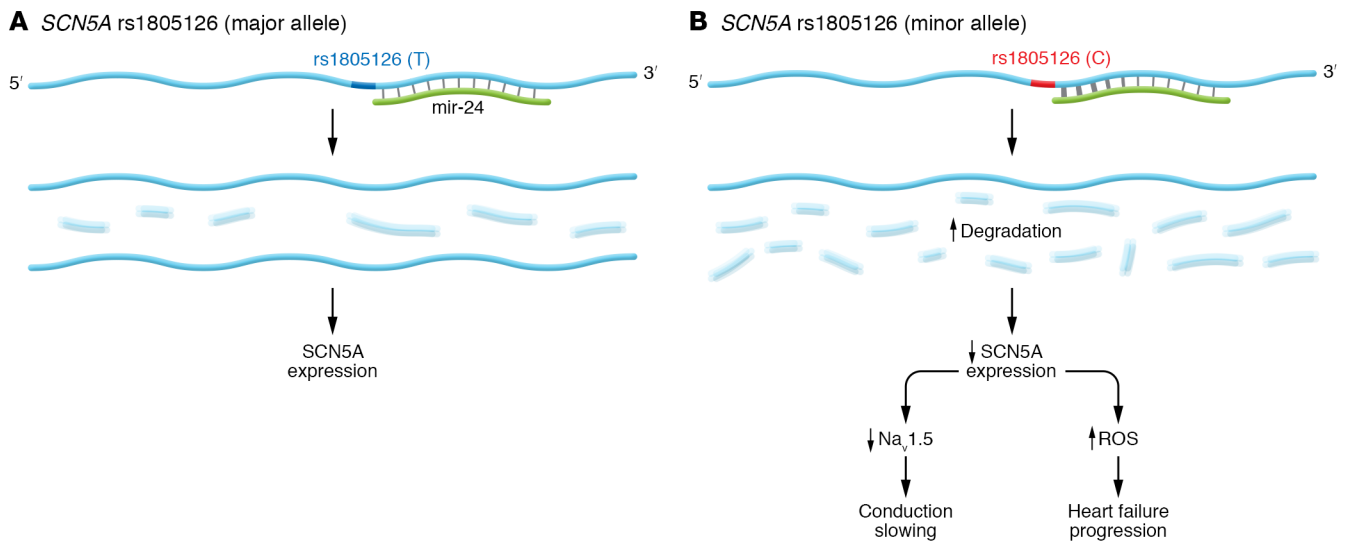 A SCN5A rs1805126 (major allele)
rs1805126 (T)
5′
3′
mir-24
SCN5A
expression
B SCN5A rs1805126 (minor allele)
rs1805126 (C)
5′
3′
↑ Degradation
↓ SCN5A
expression
↓ Nav1.5
↑ ROS
Conduction
slowing
Heart failure
progression